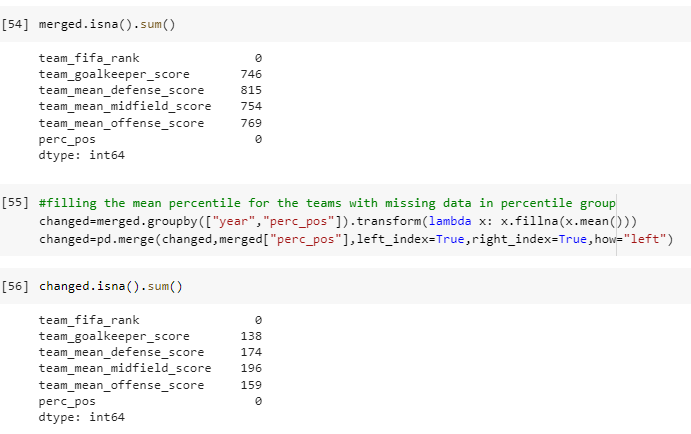 [54] merged.isna().sum()
team_fifa_rank 0
team_goalkeeper_score 746
team_mean_defense_score 815
team_mean_midfield_score 754
team_mean_offense_score 769
perc_pos 0
dtype: int64
[55] #filling the mean percentile for the teams with missing data in percentile group
changed=merged.groupby(["year","perc_pos"]).transform(lambda x: x.fillna(x.mean()))
changed=pd.merge(changed,merged["perc_pos"],left_index=True,right_index=True,how="left")
[56] changed.isna().sum()
team_fifa_rank 0
team_goalkeeper_score 138
team_mean_defense_score 174
team_mean_midfield_score 196
team_mean_offense_score 159
perc_pos 0
dtype: int64